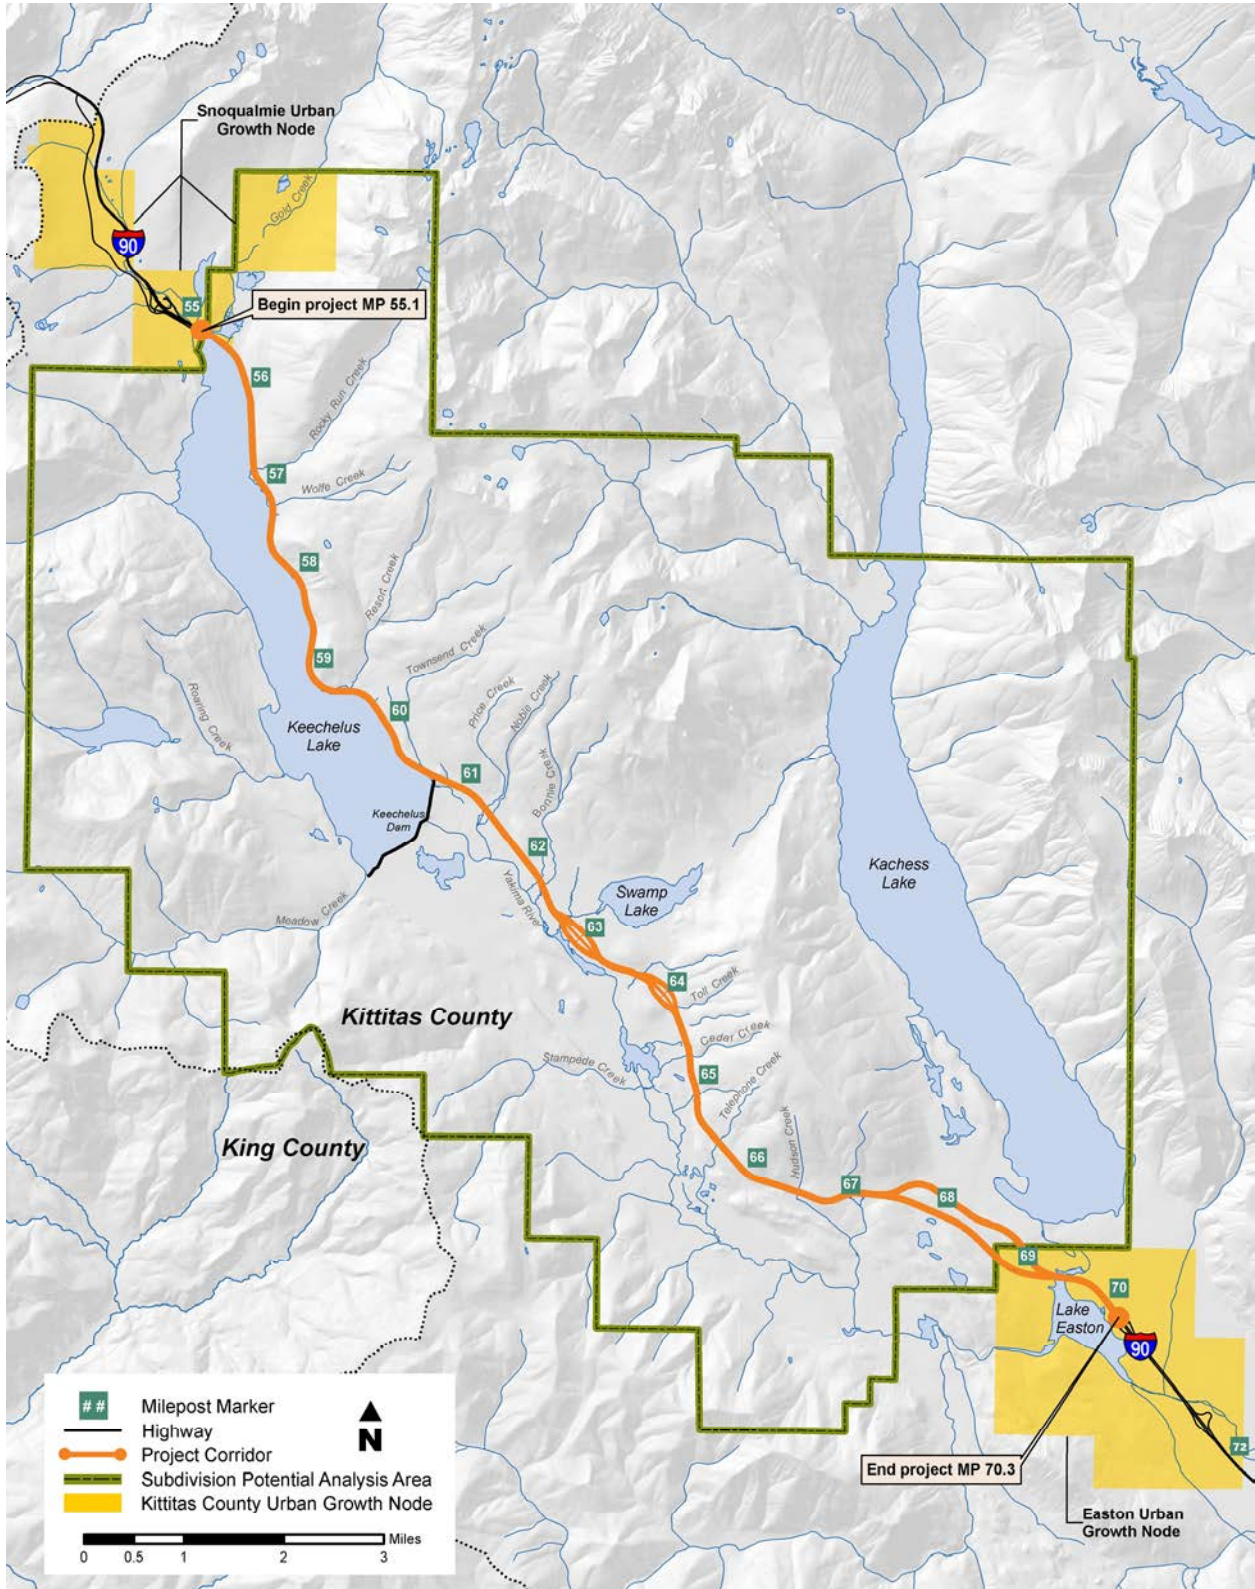 Snoqualmie Urban
Growth Node
Gold Creek
90
55
Begin project MP 55.1
56
Rocky Run Creek
57
Wolfe Creek
58
Resort Creek
59
Townsend Creek
Roaring Creek
60
Price Creek
Noble Creek
Keechelus
Lake
61
Bonnie Creek
Keechelus
Dam
62
Kachess
Lake
Yakima River
Swamp
Lake
Meadow Creek
63
64
Toll Creek
Kittitas County
Cedar Creek
Stampede Creek
65
Telephone Creek
King County
Hudson Creek
66
67
68
69
70
Lake
Easton
90
Milepost Marker
# #
Highway
N
Project Corridor
Subdivision Potential Analysis Area
Kittitas County Urban Growth Node
Miles
0 0.5 1 2 3
End project MP 70.3
72
Easton Urban
Growth Node